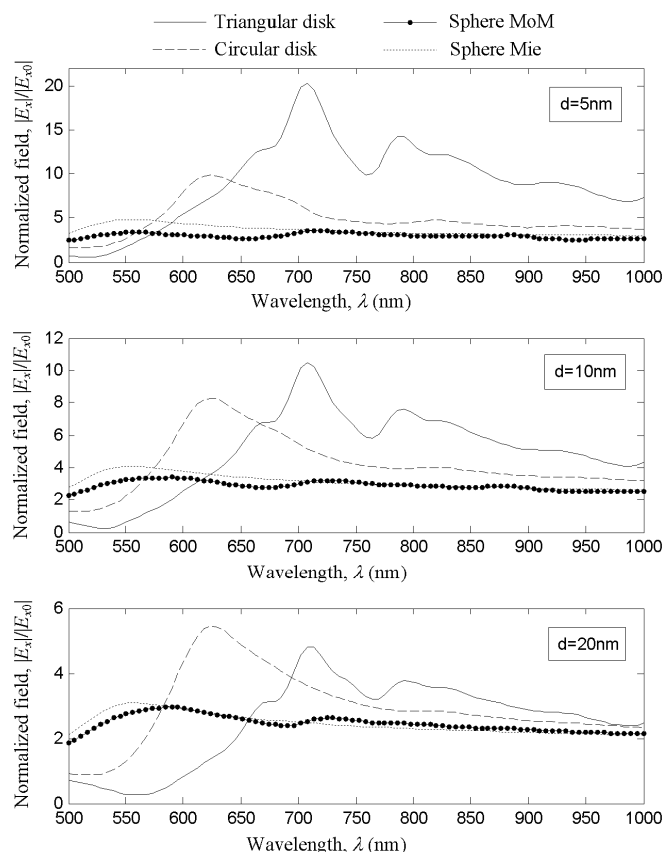 Triangular disk Sphere MoM
Circular disk Sphere Mie
Normalized field, |Eₓ|/|Eₓ₀|
20
15
10
5
0
d=5nm
500 550 600 650 700 750 800 850 900 950 1000
Wavelength, λ (nm)
Normalized field, |Eₓ|/|Eₓ₀|
12
10
8
6
4
2
0
d=10nm
500 550 600 650 700 750 800 850 900 950 1000
Wavelength, λ (nm)
Normalized field, |Eₓ|/|Eₓ₀|
6
4
2
0
d=20nm
500 550 600 650 700 750 800 850 900 950 1000
Wavelength, λ (nm)